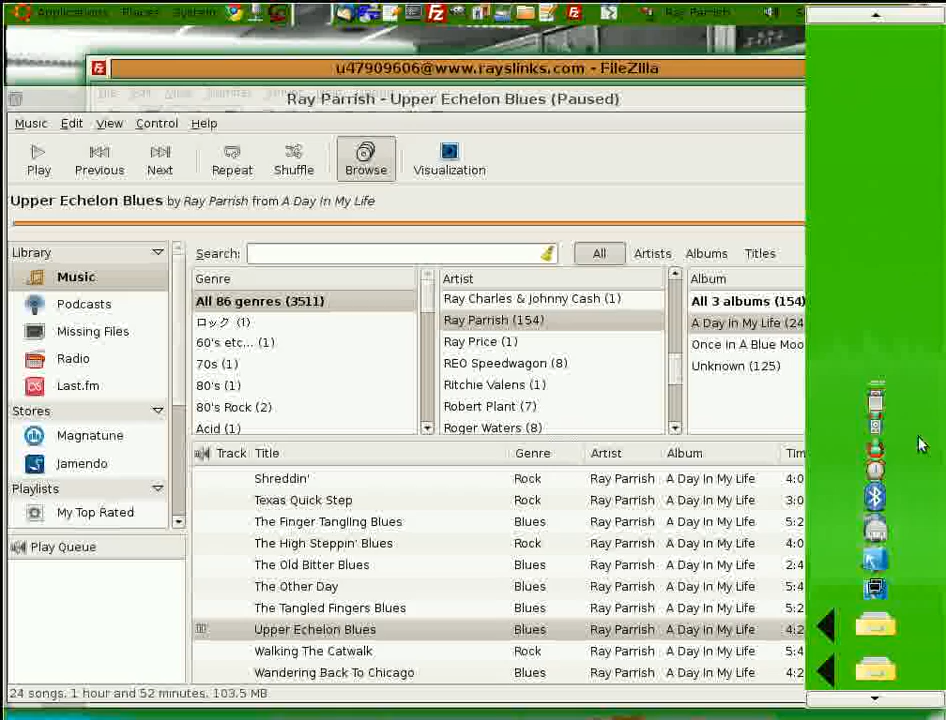 Applications Places System Ray Parrish
u47909606@www.rayslinks.com - FileZilla
Ray Parrish - Upper Echelon Blues (Paused)
Music Edit View Control Help
Play Previous Next Repeat Shuffle Browse Visualization
Upper Echelon Blues by Ray Parrish from A Day In My Life
Library
Music
Podcasts
Missing Files
Radio
Last.fm
Stores
Magnatune
Jamendo
Playlists
My Top Rated
Play Queue
Search: All Artists Albums Titles
Genre
All 86 genres (3511)
ロック (1)
60's etc... (1)
70s (1)
80's (1)
80's Rock (2)
Acid (1)
Artist
Ray Charles & Johnny Cash (1)
Ray Parrish (154)
Ray Price (1)
REO Speedwagon (8)
Ritchie Valens (1)
Robert Plant (7)
Roger Waters (8)
Album
All 3 albums (154)
A Day In My Life (24
Once in A Blue Moo
Unknown (125)
Track Title Genre Artist Album Tim
Shreddin' Rock Ray Parrish A Day In My Life 4:0
Texas Quick Step Rock Ray Parrish A Day In My Life 3:0
The Finger Tangling Blues Blues Ray Parrish A Day In My Life 5:2
The High Steppin' Blues Rock Ray Parrish A Day In My Life 4:0
The Old Bitter Blues Blues Ray Parrish A Day In My Life 2:4
The Other Day Blues Ray Parrish A Day In My Life 5:4
The Tangled Fingers Blues Blues Ray Parrish A Day In My Life 5:2
Upper Echelon Blues Blues Ray Parrish A Day In My Life 4:2
Walking The Catwalk Rock Ray Parrish A Day In My Life 5:4
Wandering Back To Chicago Blues Ray Parrish A Day In My Life 4:2
24 songs, 1 hour and 52 minutes, 103.5 MB